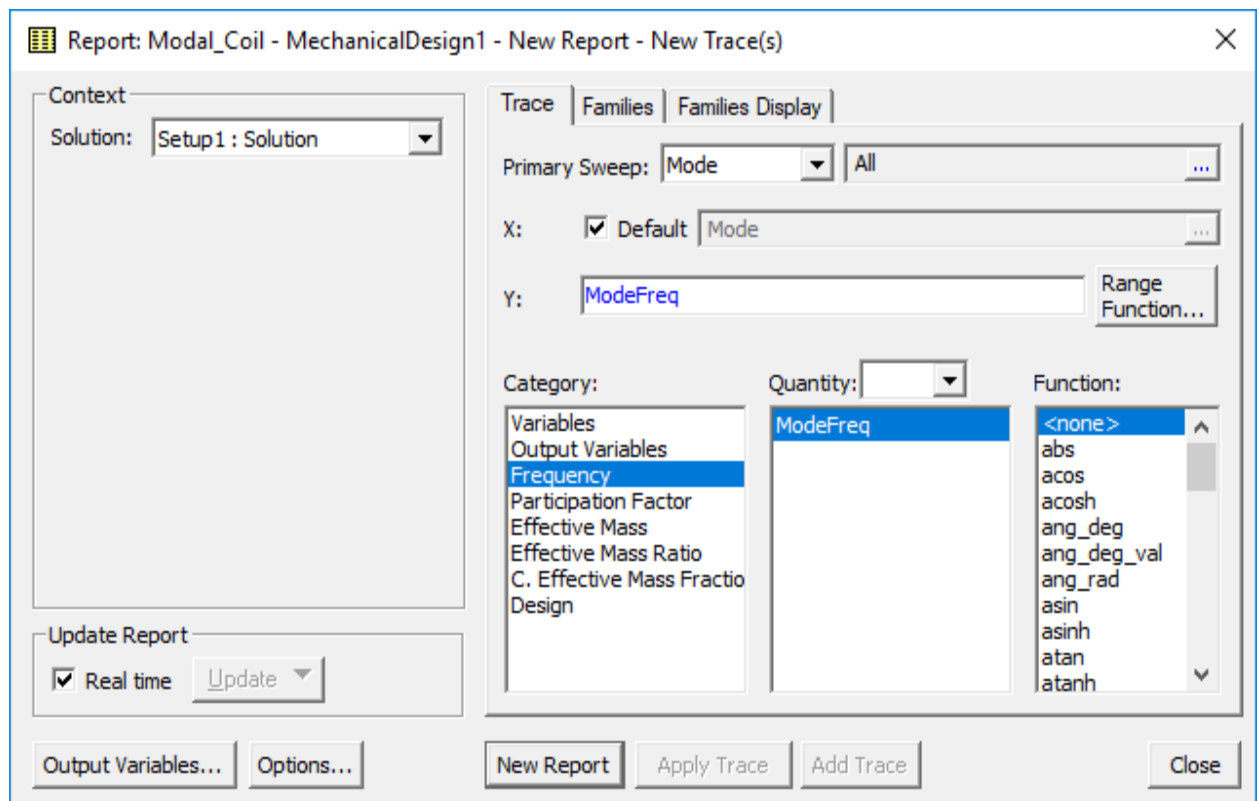 Report: Modal_Coil - MechanicalDesign1 - New Report - New Trace(s)
Context
Solution: Setup1 : Solution
Trace Families Families Display
Primary Sweep: Mode All ...
X: Default Mode ...
Y: ModeFreq Range Function...
Category:
Variables
Output Variables
Frequency
Participation Factor
Effective Mass
Effective Mass Ratio
C. Effective Mass Fractio
Design
Quantity:
ModeFreq
Function:
<none>
abs
acos
acosh
ang_deg
ang_deg_val
ang_rad
asin
asinh
atan
atanh
Update Report
Real time Update
Output Variables... Options... New Report Apply Trace Add Trace Close